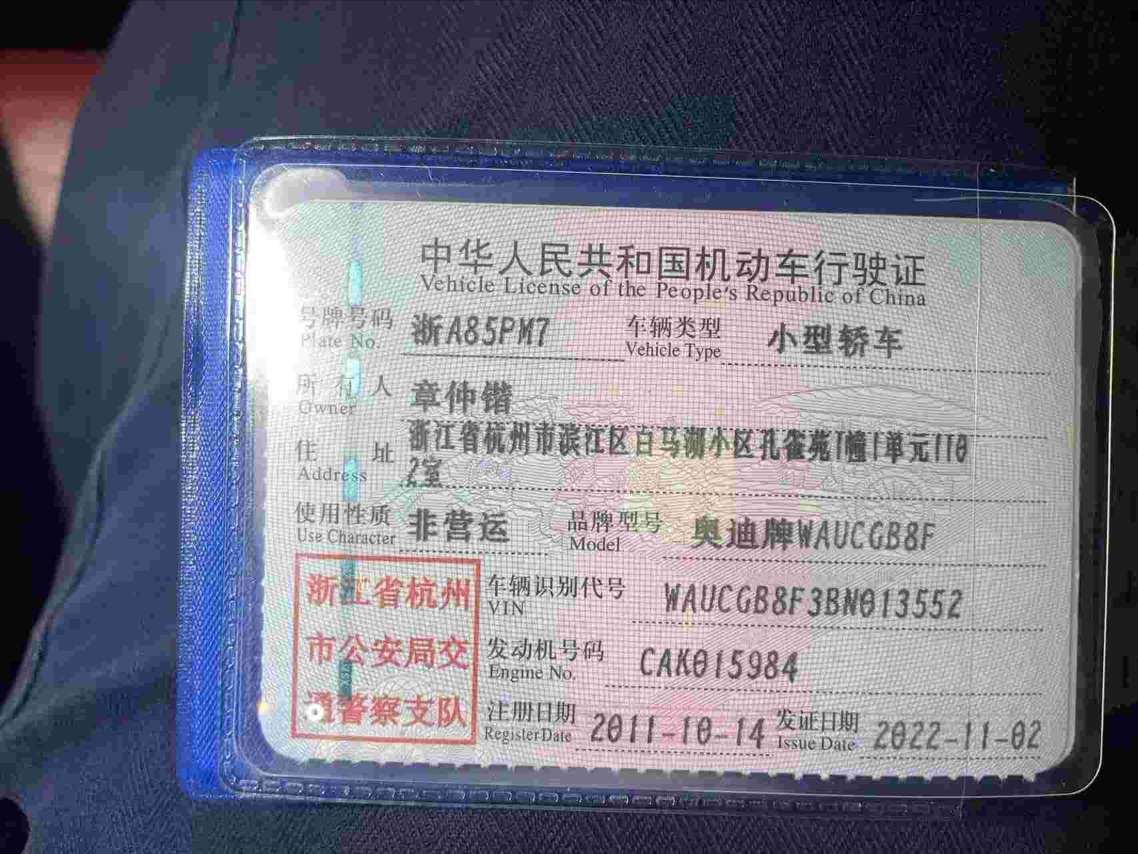 中华人民共和国机动车行驶证
Vehicle License of the People's Republic of China
号牌号码 浙A85PM7 车辆类型 小型轿车
Plate No. Vehicle Type
所有人 章仲锴
Owner
住址 浙江省杭州市滨江区白马湖小区孔雀苑1幢1单元110
Address 2室
使用性质 非营运 品牌型号 奥迪牌WAUCGB8F
Use Character Model
浙江省杭州 车辆识别代号 WAUCGB8F3BN013552
VIN
市公安局交 发动机号码 CAK015984
Engine No.
通警察支队 注册日期 2011-10-14 发证日期 2022-11-02
Register Date Issue Date